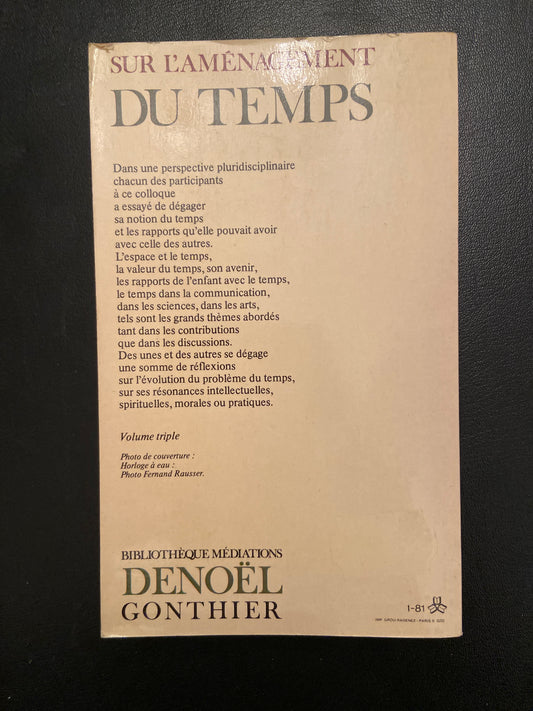 SUR L'AMÉNAGEMENT
DU TEMPS
Dans une perspective pluridisciplinaire
chacun des participants
à ce colloque
a essayé de dégager
sa notion du temps
et les rapports qu'elle pouvait avoir
avec celle des autres.
L'espace et le temps,
la valeur du temps, son avenir,
les rapports de l'enfant avec le temps,
le temps dans la communication,
dans les sciences, dans les arts,
tels sont les grands thèmes abordés
tant dans les contributions
que dans les discussions.
Des unes et des autres se dégage
une somme de réflexions
sur l'évolution du problème du temps,
sur ses résonances intellectuelles,
spirituelles, morales ou pratiques.
Volume triple
Photo de couverture :
Horloge à eau :
Photo Fernand Rausser.
BIBLIOTHÈQUE MÉDIATIONS
DENOËL
GONTHIER
1-81
IMP. GROU-RADENEZ - PARIS 6